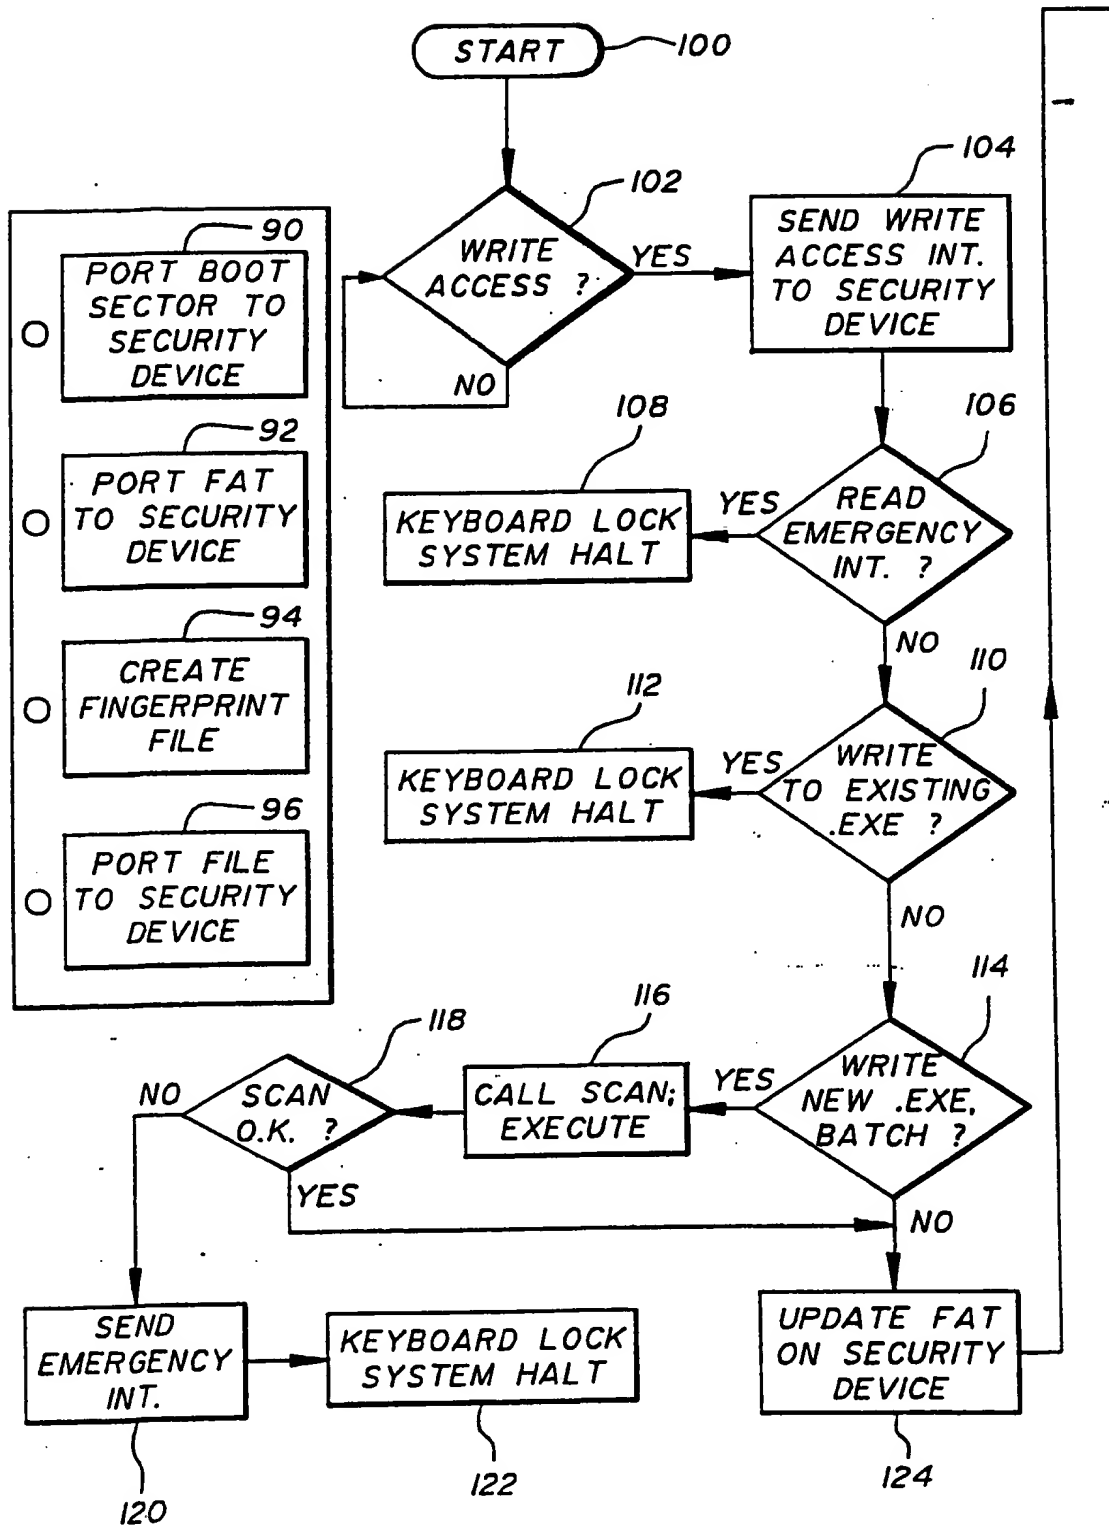 START
100
102
WRITE
ACCESS ?
YES
NO
104
SEND WRITE
ACCESS INT.
TO SECURITY
DEVICE
90
PORT BOOT
SECTOR TO
SECURITY
DEVICE
92
PORT FAT
TO SECURITY
DEVICE
94
CREATE
FINGERPRINT
FILE
96
PORT FILE
TO SECURITY
DEVICE
106
READ
EMERGENCY
INT. ?
YES
NO
108
KEYBOARD LOCK
SYSTEM HALT
110
WRITE
TO EXISTING
.EXE ?
YES
NO
112
KEYBOARD LOCK
SYSTEM HALT
114
WRITE
NEW .EXE,
BATCH ?
YES
NO
116
CALL SCAN;
EXECUTE
118
SCAN
O.K. ?
NO
YES
SEND
EMERGENCY
INT.
120
KEYBOARD LOCK
SYSTEM HALT
122
UPDATE FAT
ON SECURITY
DEVICE
124